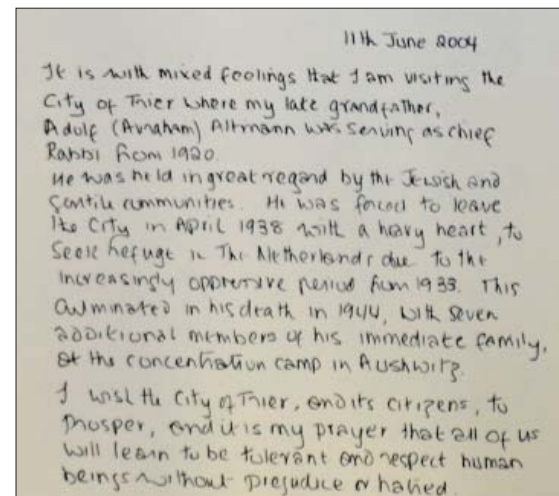 11th June 2004
It is with mixed feelings that I am visiting the
City of Trier where my late grandfather,
Adolf (Avraham) Altmann was serving as chief
Rabbi from 1920.
He was held in great regard by the Jewish and
Gentile communities. He was forced to leave
the City in April 1938 with a heavy heart, to
seek refuge in The Netherlands due to the
increasingly oppressive period from 1933. This
culminated in his death in 1944, with seven
additional members of his immediate family,
at the concentration camp in Aushwitz.
I wish the City of Trier, and its citizens, to
prosper, and it is my prayer that all of us
will learn to be tolerant and respect human
beings without prejudice or hatred